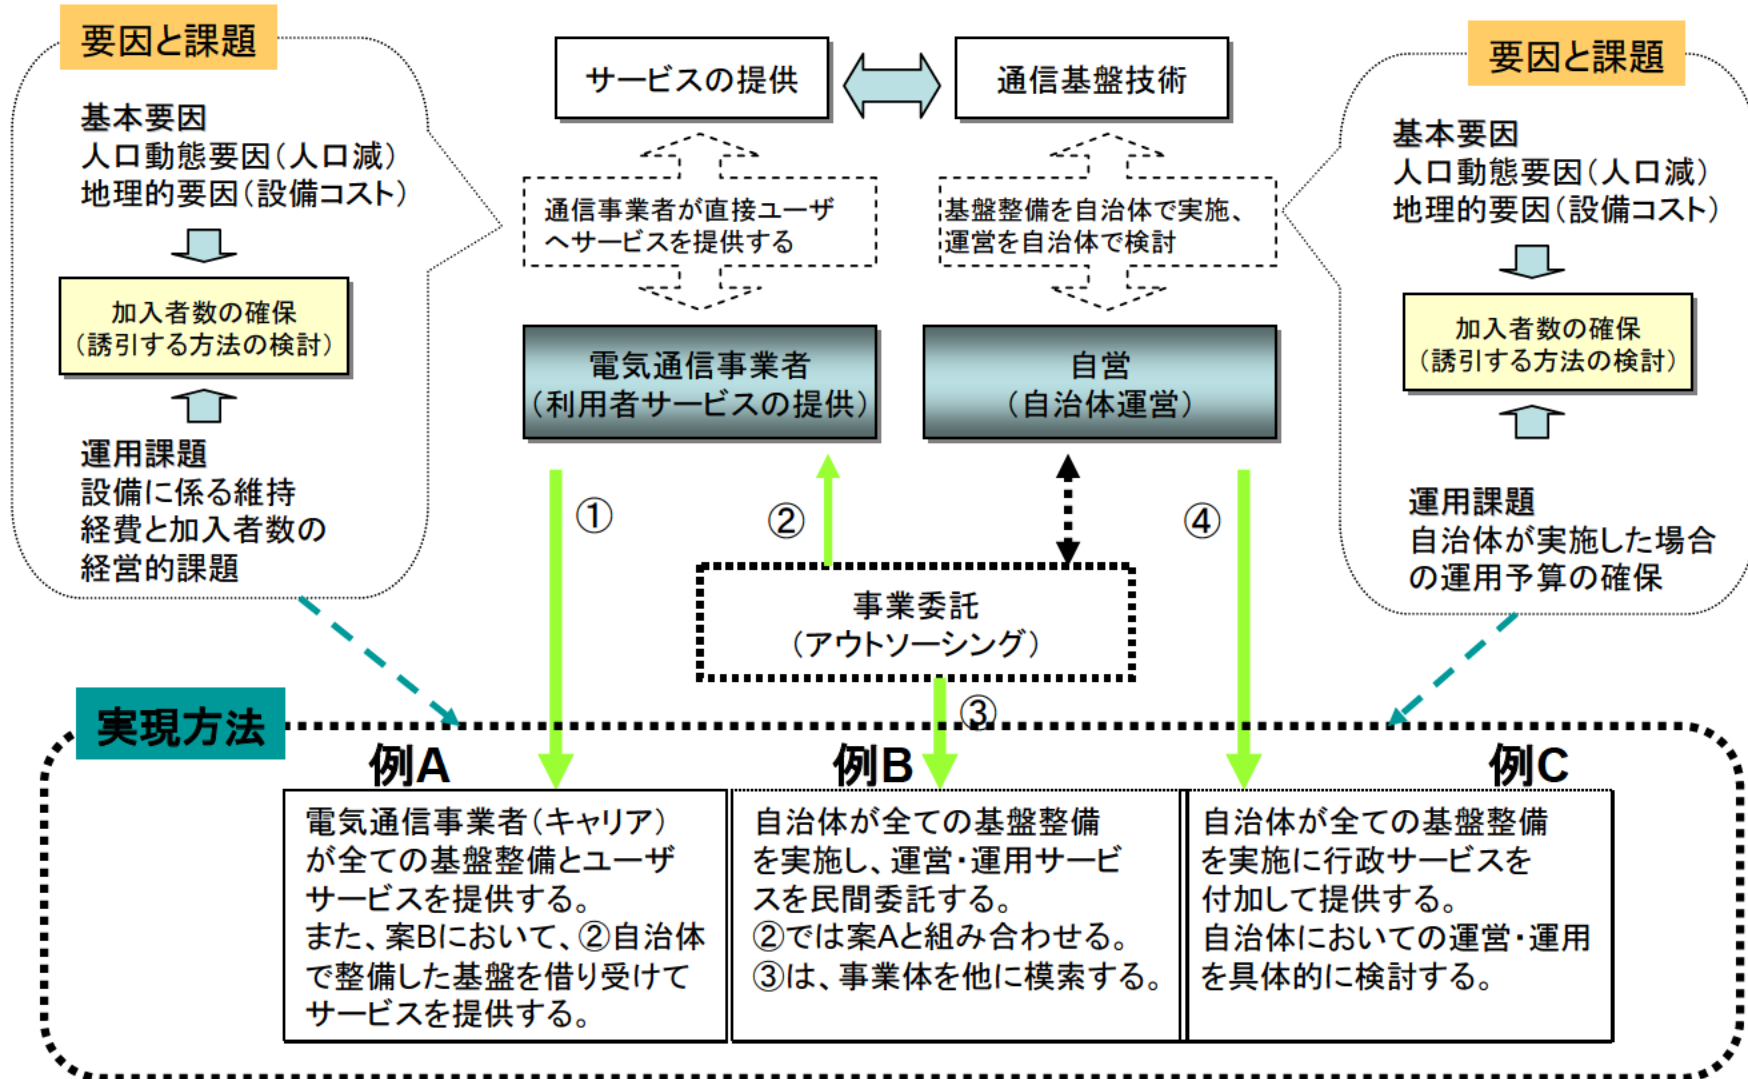 要因と課題
基本要因
人口動態要因（人口減）
地理的要因（設備コスト）
加入者数の確保
（誘引する方法の検討）
運用課題
設備に係る維持
経費と加入者数の
経営的課題
サービスの提供
通信基盤技術
通信事業者が直接ユーザ
へサービスを提供する
基盤整備を自治体で実施、
運営を自治体で検討
電気通信事業者
（利用者サービスの提供）
自営
（自治体運営）
①
②
④
事業委託
（アウトソーシング）
③
要因と課題
基本要因
人口動態要因（人口減）
地理的要因（設備コスト）
加入者数の確保
（誘引する方法の検討）
運用課題
自治体が実施した場合
の運用予算の確保
実現方法
例A
電気通信事業者（キャリア）
が全ての基盤整備とユーザ
サービスを提供する。
また、案Bにおいて、②自治体
で整備した基盤を借り受けて
サービスを提供する。
例B
自治体が全ての基盤整備
を実施し、運営・運用サービ
スを民間委託する。
②では案Aと組み合わせる。
③は、事業体を他に模索する。
例C
自治体が全ての基盤整備
を実施に行政サービスを
付加して提供する。
自治体においての運営・運用
を具体的に検討する。